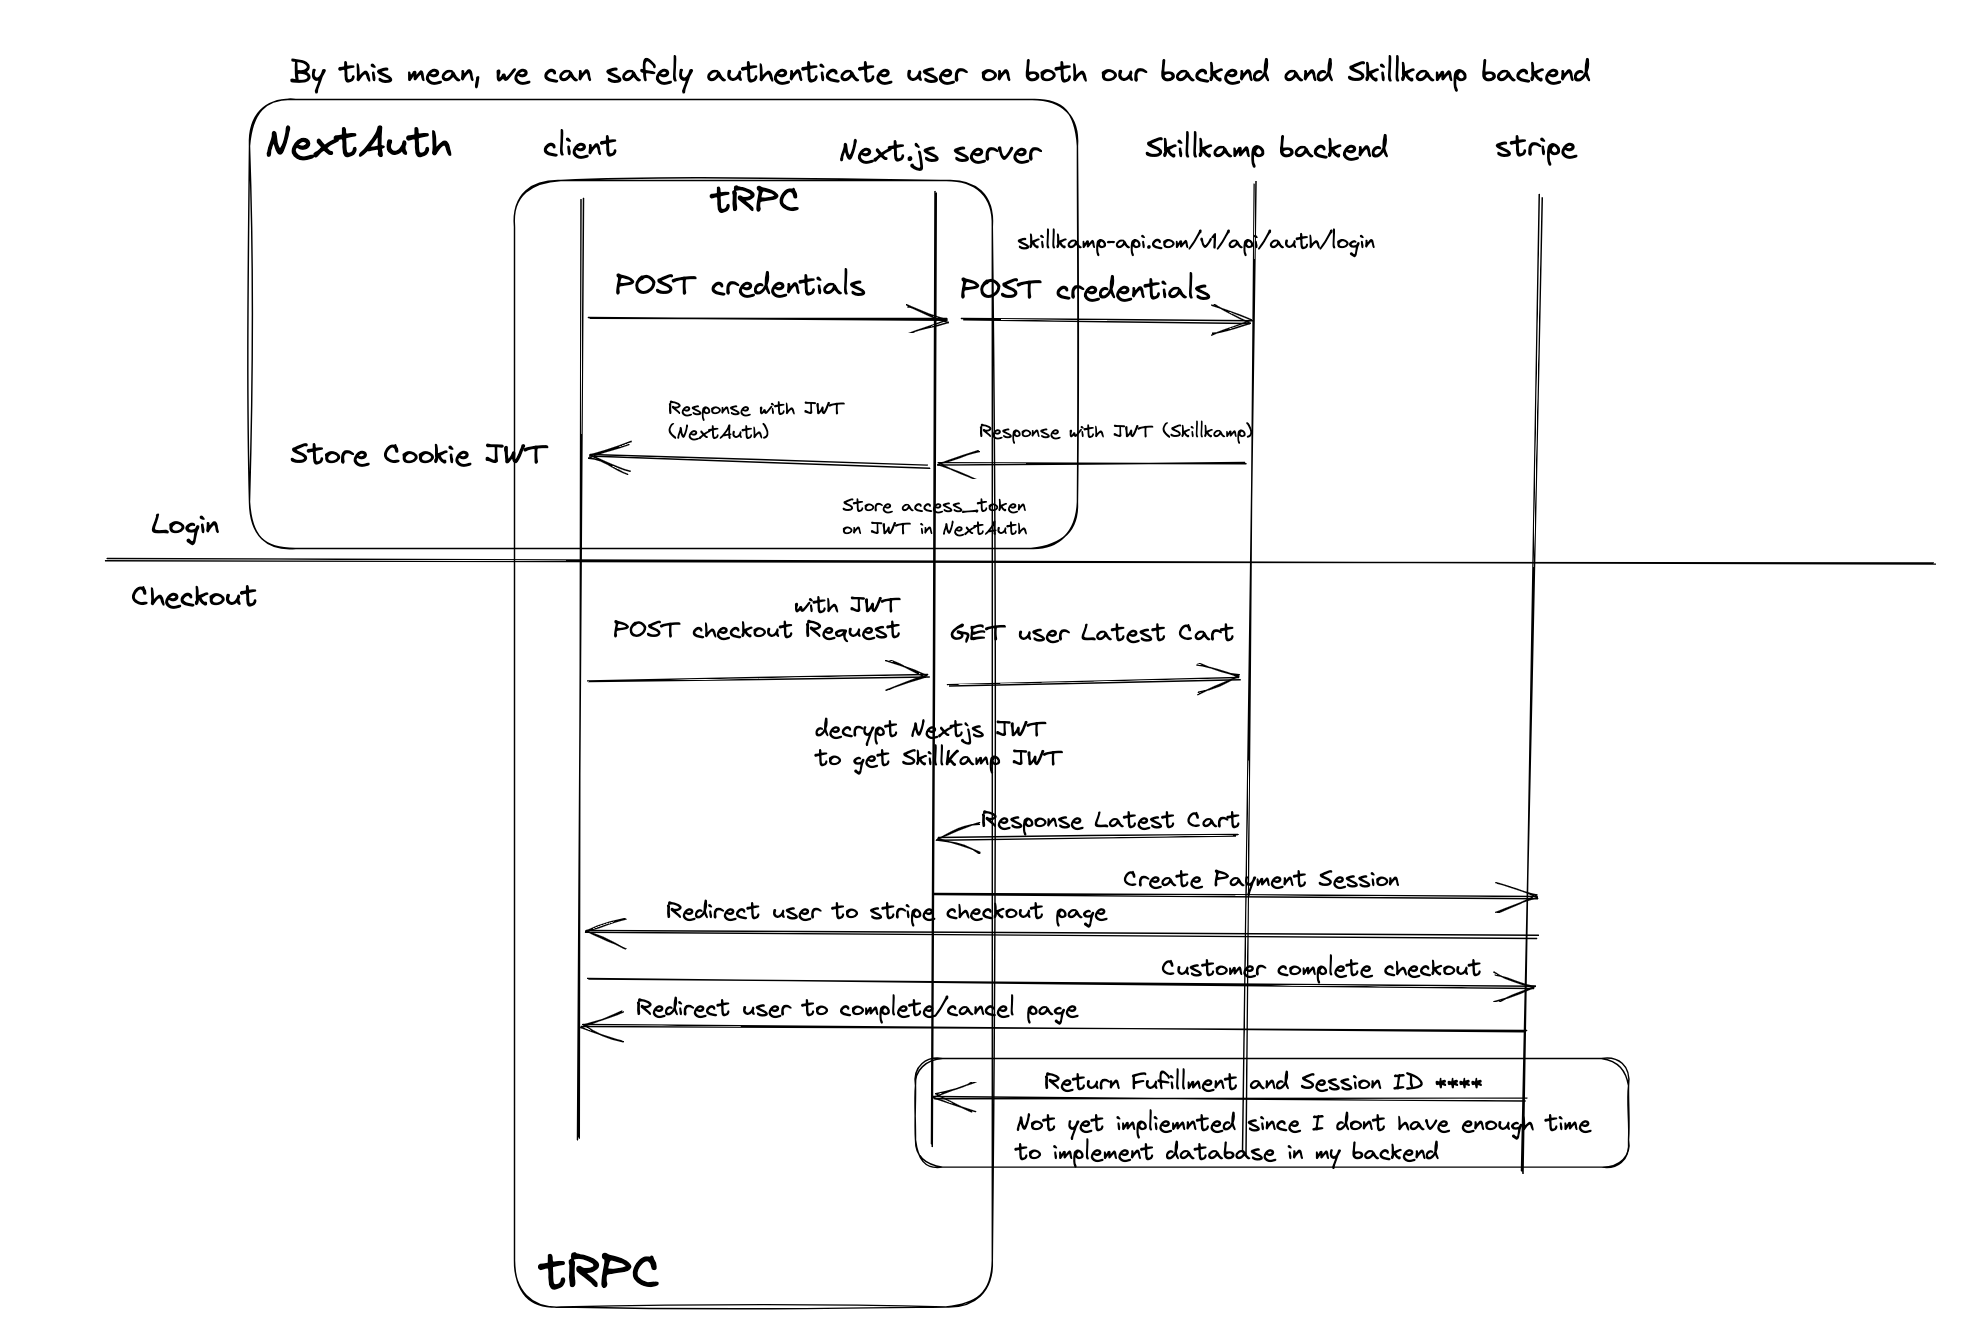 By this mean, we can safely authenticate user on both our backend and Skillkamp backend
NextAuth
client
Next.js server
Skillkamp backend
stripe
tRPC
skillkamp-api.com/v1/api/auth/login
POST credentials
POST credentials
Response with JWT
(NextAuth)
Response with JWT (Skillkamp)
Store Cookie JWT
Store access_token
on JWT in NextAuth
Login
Checkout
with JWT
POST checkout Request
GET user Latest Cart
decrypt Nextjs JWT
to get SkillKamp JWT
Response Latest Cart
Create Payment Session
Redirect user to stripe checkout page
Customer complete checkout
Redirect user to complete/cancel page
Return Fufillment and Session ID ****
Not yet impliemnted since I dont have enough time
to implement database in my backend
tRPC